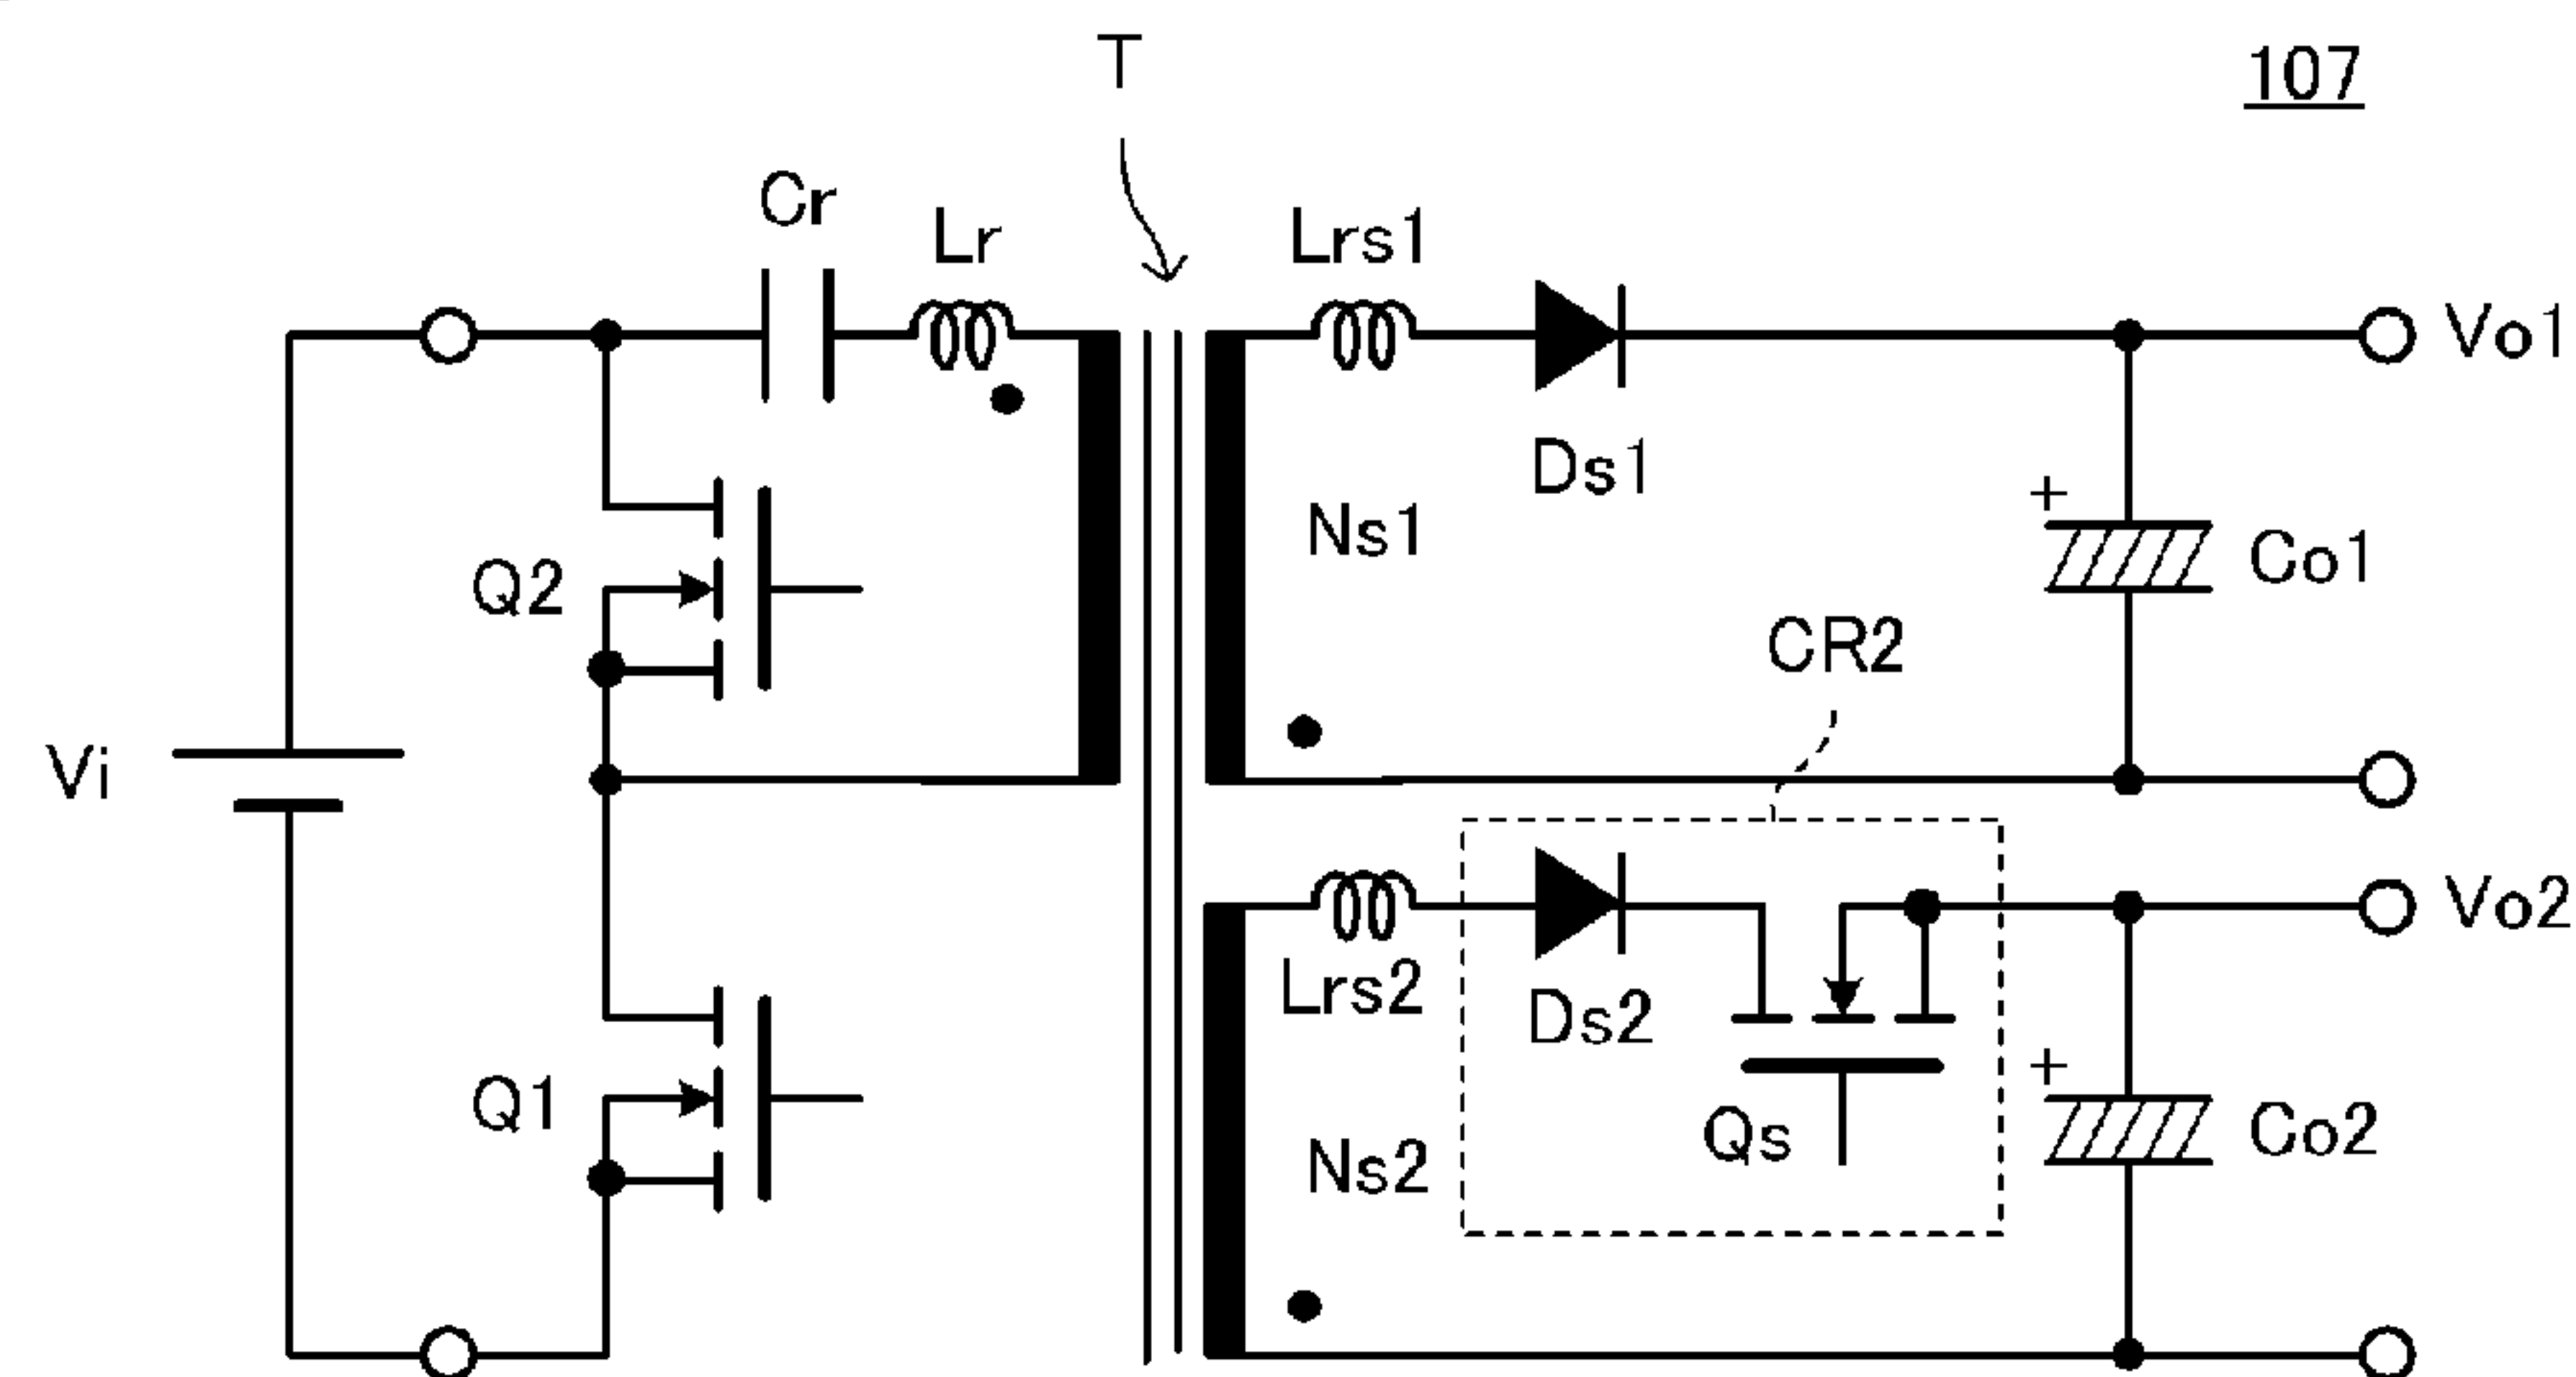 T
107
Cr
Lr
Lrs1
Vo1
Ds1
+
Ns1
Q2
Co1
CR2
Vi
Vo2
Lrs2
Ds2
+
Q1
Qs
Co2
Ns2